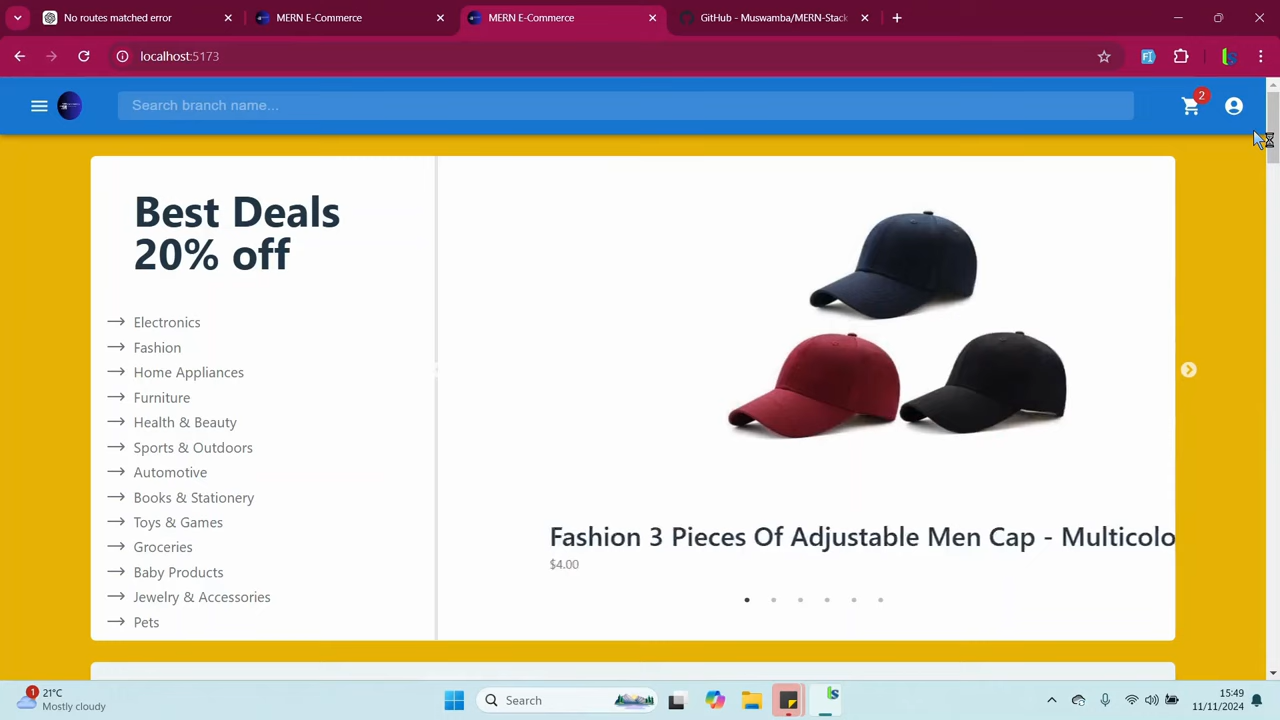 No routes matched error
MERN E-Commerce
MERN E-Commerce
GitHub - Muswamba/MERN-Stack
localhost:5173
Search branch name...
2
Best Deals
20% off
Electronics
Fashion
Home Appliances
Furniture
Health & Beauty
Sports & Outdoors
Automotive
Books & Stationery
Toys & Games
Groceries
Baby Products
Jewelry & Accessories
Pets
Fashion 3 Pieces Of Adjustable Men Cap - Multicolo
$4.00
1
21°C
Mostly cloudy
Search
15:49
11/11/2024